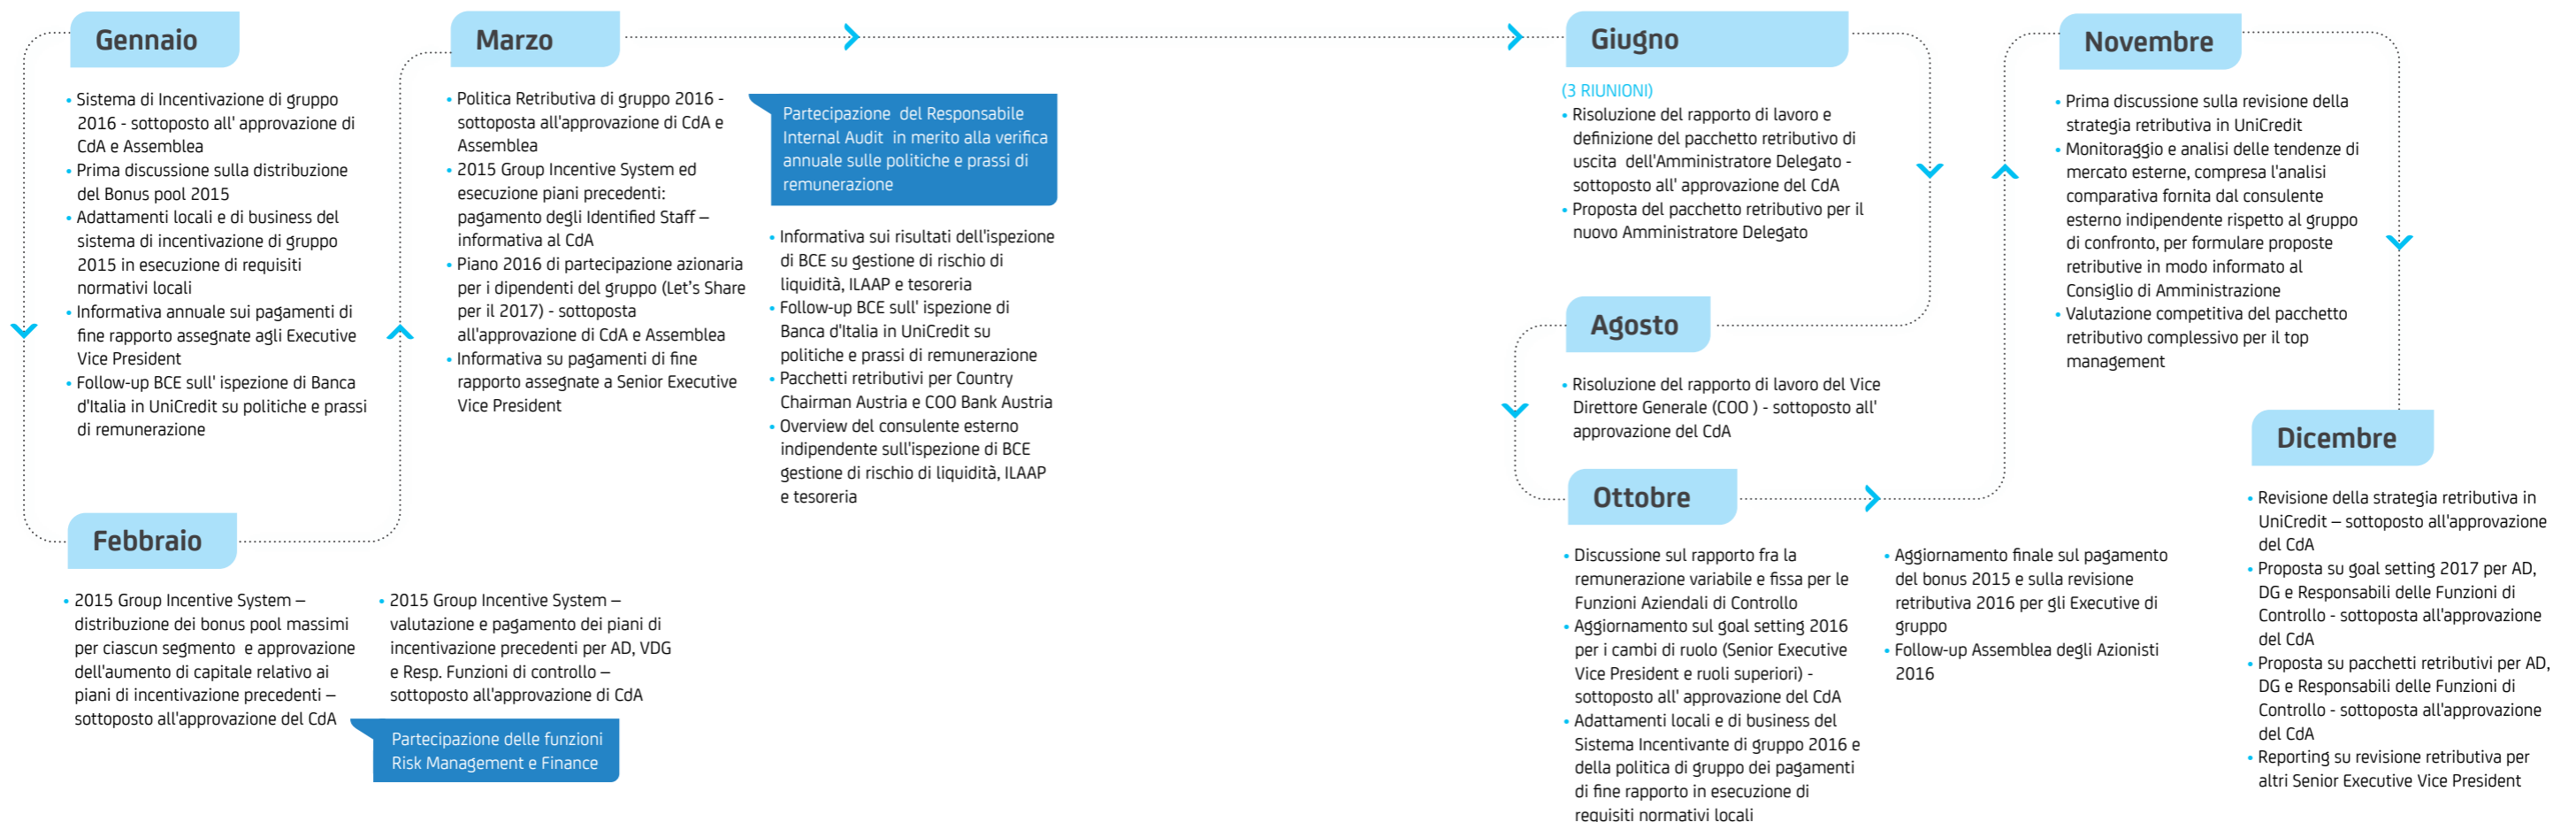 Gennaio
• Sistema di Incentivazione di gruppo
2016 - sottoposto all' approvazione di
CdA e Assemblea
• Prima discussione sulla distribuzione
del Bonus pool 2015
• Adattamenti locali e di business del
sistema di incentivazione di gruppo
2015 in esecuzione di requisiti
normativi locali
• Informativa annuale sui pagamenti di
fine rapporto assegnate agli Executive
Vice President
• Follow-up BCE sull' ispezione di Banca
d'Italia in UniCredit su politiche e prassi
di remunerazione
Febbraio
• 2015 Group Incentive System –
distribuzione dei bonus pool massimi
per ciascun segmento e approvazione
dell'aumento di capitale relativo ai
piani di incentivazione precedenti –
sottoposto all'approvazione del CdA
• 2015 Group Incentive System –
valutazione e pagamento dei piani di
incentivazione precedenti per AD, VDG
e Resp. Funzioni di controllo –
sottoposto all'approvazione di CdA
Partecipazione delle funzioni
Risk Management e Finance
Marzo
• Politica Retributiva di gruppo 2016 -
sottoposta all'approvazione di CdA e
Assemblea
• 2015 Group Incentive System ed
esecuzione piani precedenti:
pagamento degli Identified Staff –
informativa al CdA
• Piano 2016 di partecipazione azionaria
per i dipendenti del gruppo (Let's Share
per il 2017) - sottoposta
all'approvazione di CdA e Assemblea
• Informativa su pagamenti di fine
rapporto assegnate a Senior Executive
Vice President
Partecipazione del Responsabile
Internal Audit in merito alla verifica
annuale sulle politiche e prassi di
remunerazione
• Informativa sui risultati dell'ispezione
di BCE su gestione di rischio di
liquidità, ILAAP e tesoreria
• Follow-up BCE sull' ispezione di
Banca d'Italia in UniCredit su
politiche e prassi di remunerazione
• Pacchetti retributivi per Country
Chairman Austria e COO Bank Austria
• Overview del consulente esterno
indipendente sull'ispezione di BCE
gestione di rischio di liquidità, ILAAP
e tesoreria
Giugno
(3 RIUNIONI)
• Risoluzione del rapporto di lavoro e
definizione del pacchetto retributivo di
uscita dell'Amministratore Delegato -
sottoposto all' approvazione del CdA
• Proposta del pacchetto retributivo per il
nuovo Amministratore Delegato
Agosto
• Risoluzione del rapporto di lavoro del Vice
Direttore Generale (COO ) - sottoposto all'
approvazione del CdA
Ottobre
• Discussione sul rapporto fra la
remunerazione variabile e fissa per le
Funzioni Aziendali di Controllo
• Aggiornamento sul goal setting 2016
per i cambi di ruolo (Senior Executive
Vice President e ruoli superiori) -
sottoposto all' approvazione del CdA
• Adattamenti locali e di business del
Sistema Incentivante di gruppo 2016 e
della politica di gruppo dei pagamenti
di fine rapporto in esecuzione di
requisiti normativi locali
• Aggiornamento finale sul pagamento
del bonus 2015 e sulla revisione
retributiva 2016 per gli Executive di
gruppo
• Follow-up Assemblea degli Azionisti
2016
Novembre
• Prima discussione sulla revisione della
strategia retributiva in UniCredit
• Monitoraggio e analisi delle tendenze di
mercato esterne, compresa l'analisi
comparativa fornita dal consulente
esterno indipendente rispetto al gruppo
di confronto, per formulare proposte
retributive in modo informato al
Consiglio di Amministrazione
• Valutazione competitiva del pacchetto
retributivo complessivo per il top
management
Dicembre
• Revisione della strategia retributiva in
UniCredit – sottoposto all'approvazione
del CdA
• Proposta su goal setting 2017 per AD,
DG e Responsabili delle Funzioni di
Controllo - sottoposta all'approvazione
del CdA
• Proposta su pacchetti retributivi per AD,
DG e Responsabili delle Funzioni di
Controllo - sottoposta all'approvazione
del CdA
• Reporting su revisione retributiva per
altri Senior Executive Vice President